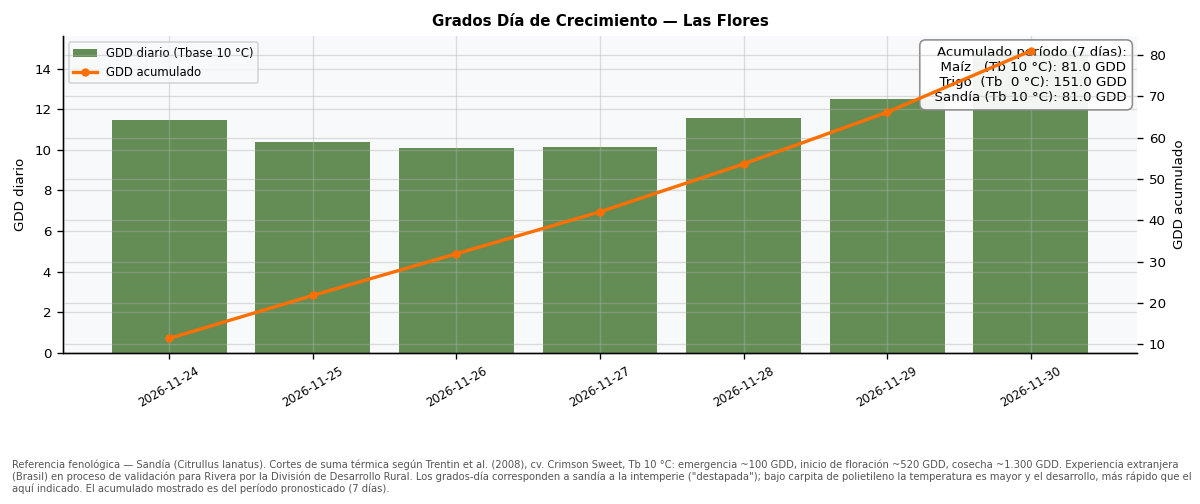 Grados Día de Crecimiento — Las Flores
GDD diario (Tbase 10 °C)
GDD acumulado
Acumulado período (7 días):
Maíz (Tb 10 °C): 81.0 GDD
Trigo (Tb 0 °C): 151.0 GDD
Sandía (Tb 10 °C): 81.0 GDD
GDD diario
14
12
10
8
6
4
2
0
80
70
60
50
40
30
20
10
GDD acumulado
2026-11-24
2026-11-25
2026-11-26
2026-11-27
2026-11-28
2026-11-29
2026-11-30
Referencia fenológica — Sandía (Citrullus lanatus). Cortes de suma térmica según Trentin et al. (2008), cv. Crimson Sweet, Tb 10 °C: emergencia ~100 GDD, inicio de floración ~520 GDD, cosecha ~1.300 GDD. Experiencia extranjera
(Brasil) en proceso de validación para Rivera por la División de Desarrollo Rural. Los grados-día corresponden a sandía a la intemperie ("destapada"); bajo carpita de polietileno la temperatura es mayor y el desarrollo, más rápido que el
aquí indicado. El acumulado mostrado es del período pronosticado (7 días).